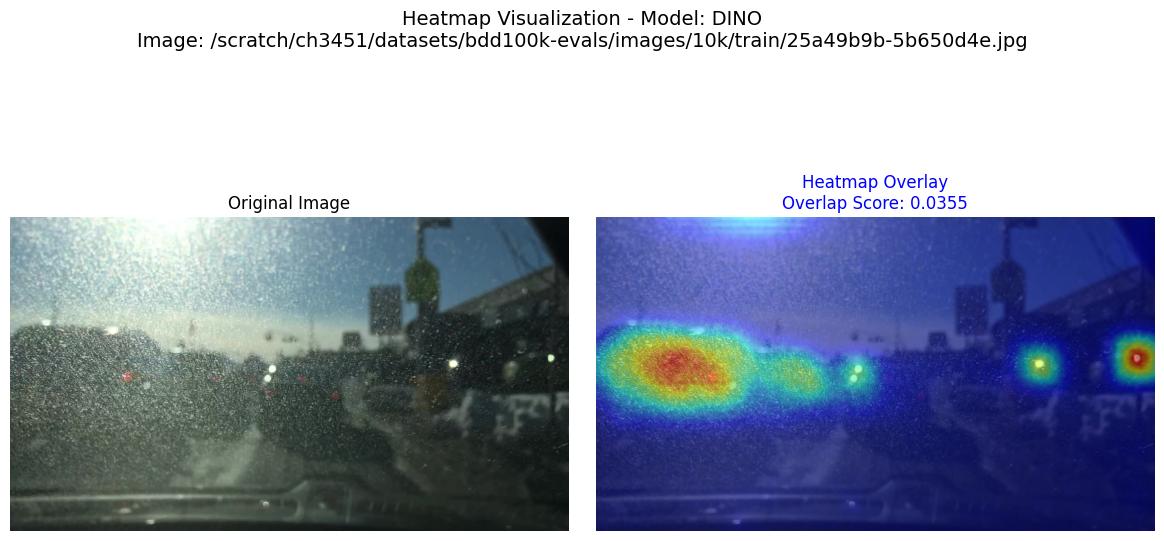 Heatmap Visualization - Model: DINO
Image: /scratch/ch3451/datasets/bdd100k-evals/images/10k/train/25a49b9b-5b650d4e.jpg
Original Image
Heatmap Overlay
Overlap Score: 0.0355